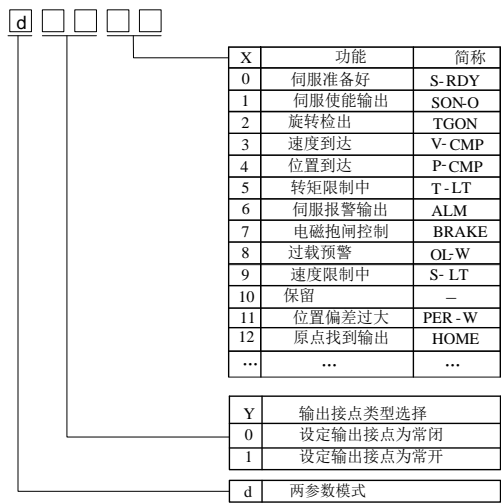 d
X 功能 简称
0 伺服准备好 S-RDY
1 伺服使能输出 SON-O
2 旋转检出 TGON
3 速度到达 V-CMP
4 位置到达 P-CMP
5 转矩限制中 T-LT
6 伺服报警输出 ALM
7 电磁抱闸控制 BRAKE
8 过载预警 OL-W
9 速度限制中 S-LT
10 保留 –
11 位置偏差过大 PER-W
12 原点找到输出 HOME
... ... ...
Y 输出接点类型选择
0 设定输出接点为常闭
1 设定输出接点为常开
d 两参数模式